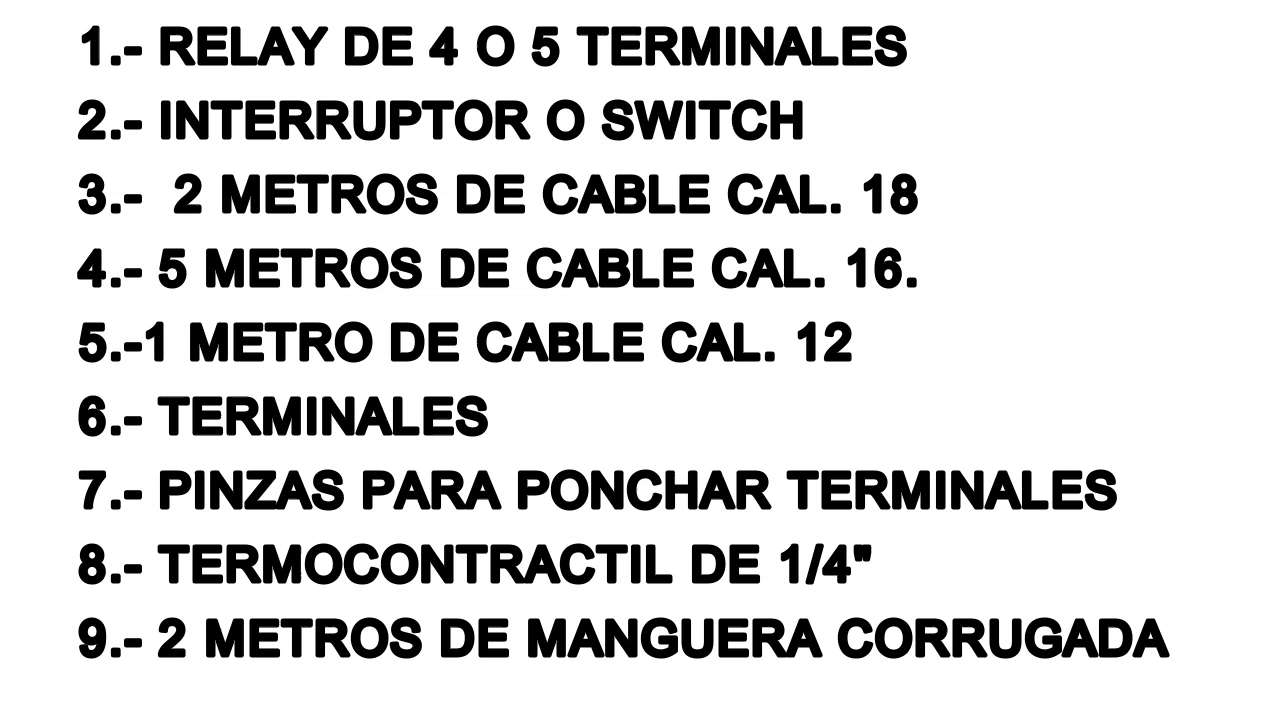 1.- RELAY DE 4 O 5 TERMINALES
2.- INTERRUPTOR O SWITCH
3.-  2 METROS DE CABLE CAL. 18
4.- 5 METROS DE CABLE CAL. 16.
5.-1 METRO DE CABLE CAL. 12
6.- TERMINALES
7.- PINZAS PARA PONCHAR TERMINALES
8.- TERMOCONTRACTIL DE 1/4"
9.- 2 METROS DE MANGUERA CORRUGADA